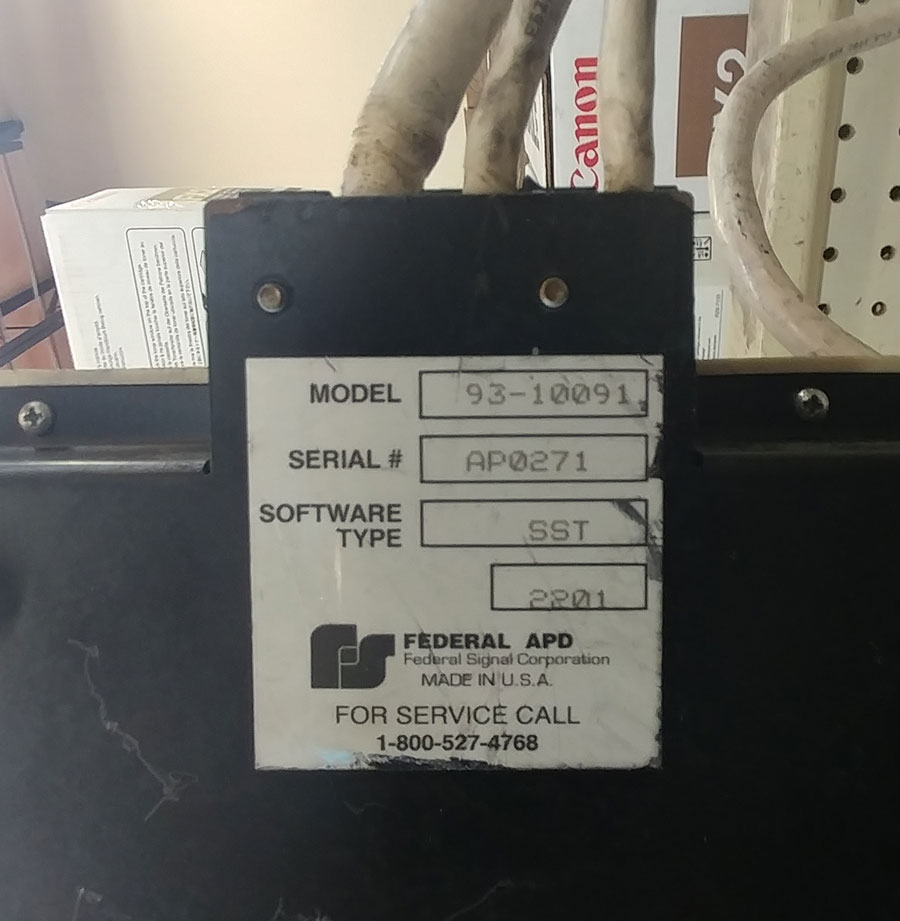 Canon
MODEL 93-10091
SERIAL # AP0271
SOFTWARE
TYPE SST
2201
FEDERAL APD
Federal Signal Corporation
MADE IN U.S.A.
FOR SERVICE CALL
1-800-527-4768